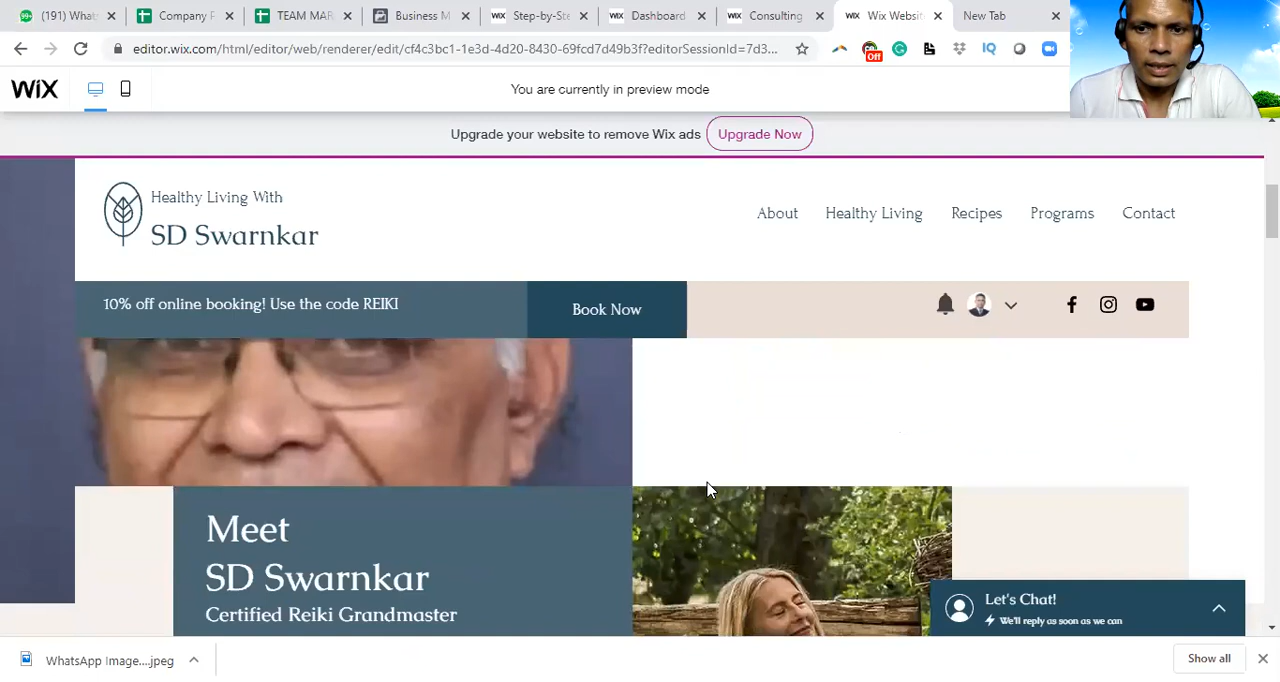 (191) What
Company P
TEAM MAR
Business M
Step-by-Ste
Dashboard
Consulting
Wix Websi
New Tab
editor.wix.com/html/editor/web/renderer/edit/cf4c3bc1-1e3d-4d20-8430-69fcd7d49b3f?editorSessionId=7d3...
Off
IQ
WiX
You are currently in preview mode
Upgrade your website to remove Wix ads
Upgrade Now
Healthy Living With
SD Swarnkar
About
Healthy Living
Recipes
Programs
Contact
10% off online booking! Use the code REIKI
Book Now
Meet
SD Swarnkar
Certified Reiki Grandmaster
Let's Chat!
We'll reply as soon as we can
WhatsApp Image....jpeg
Show all